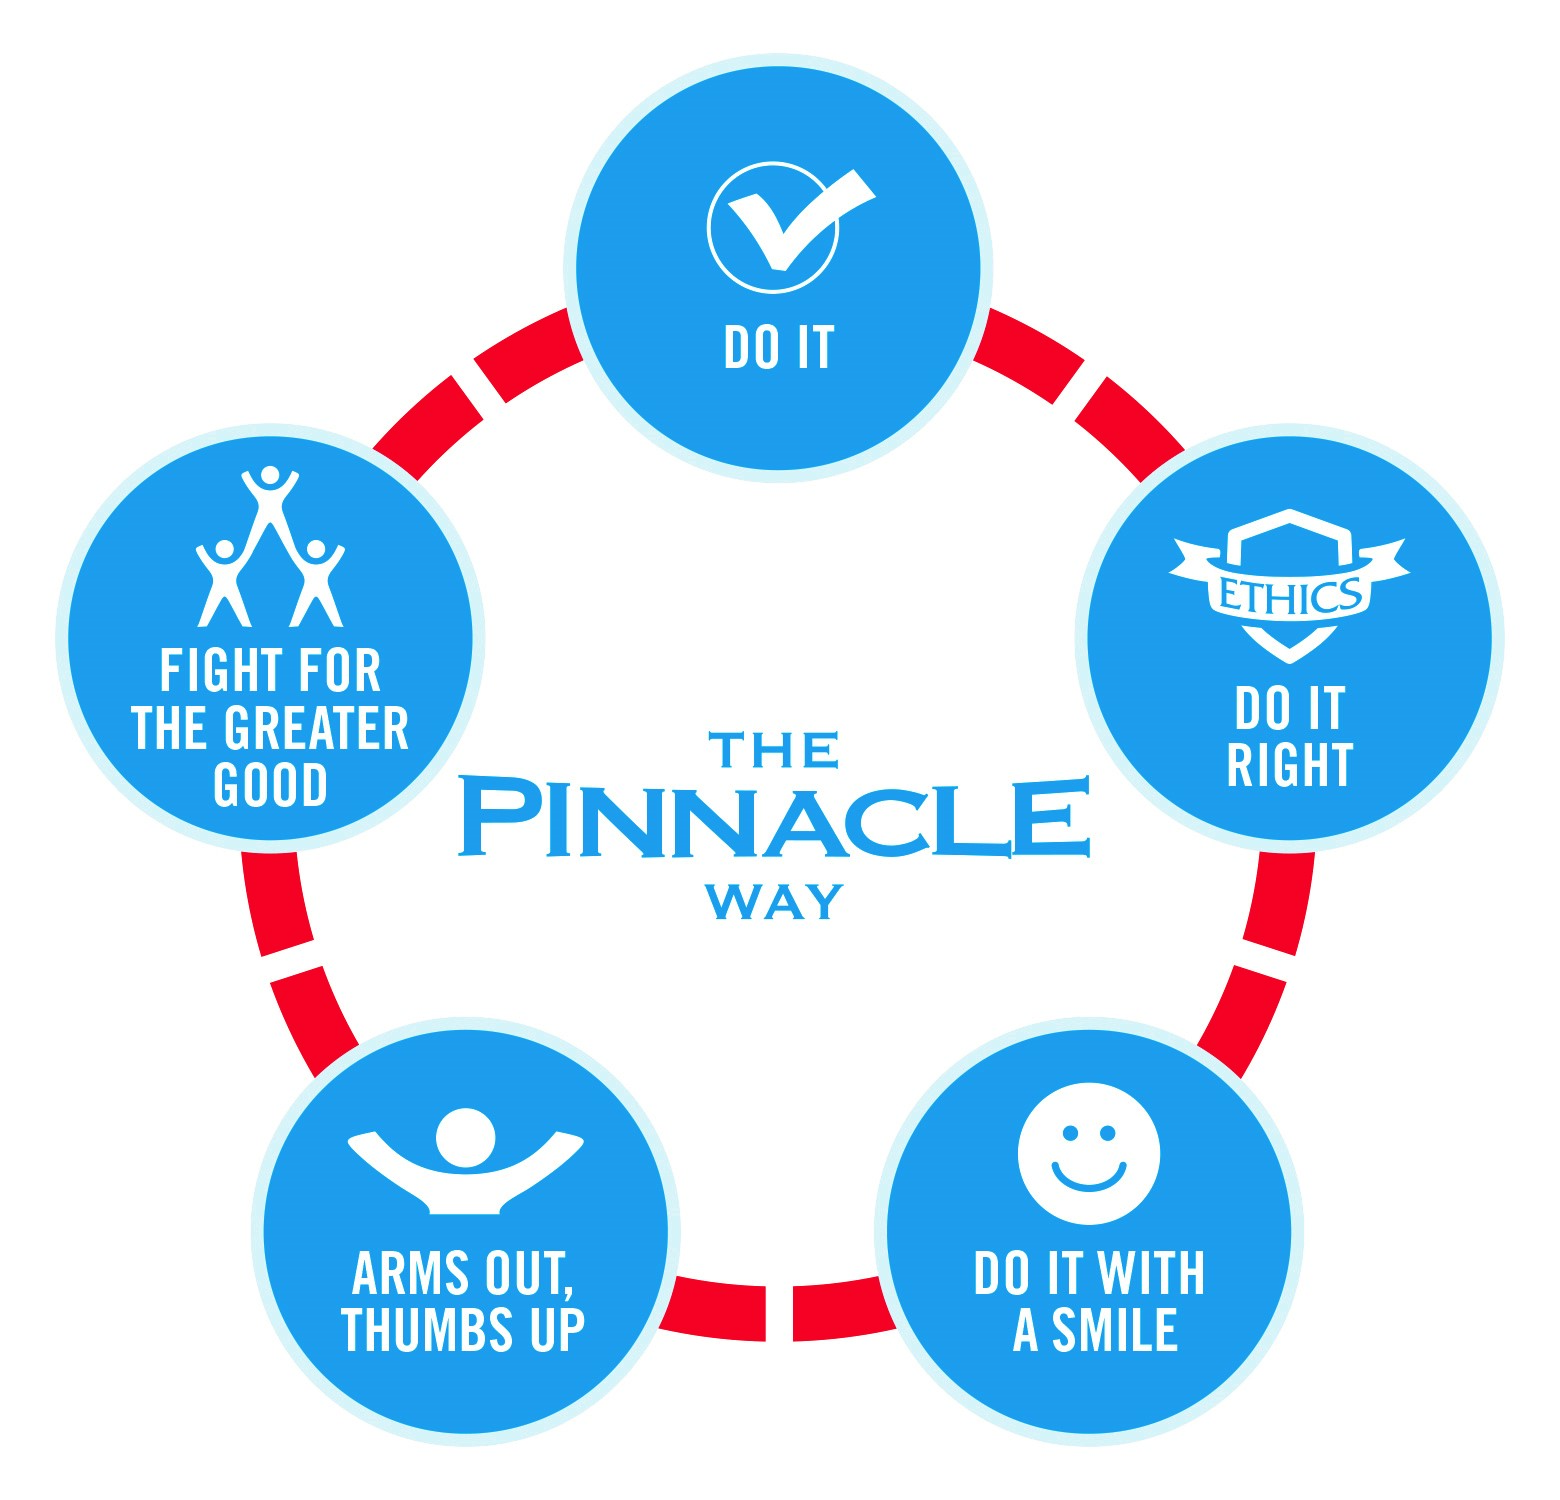 DO IT
ETHICS
DO IT
RIGHT
DO IT WITH
A SMILE
ARMS OUT,
THUMBS UP
FIGHT FOR
THE GREATER
GOOD
THE
PINNACLE
WAY